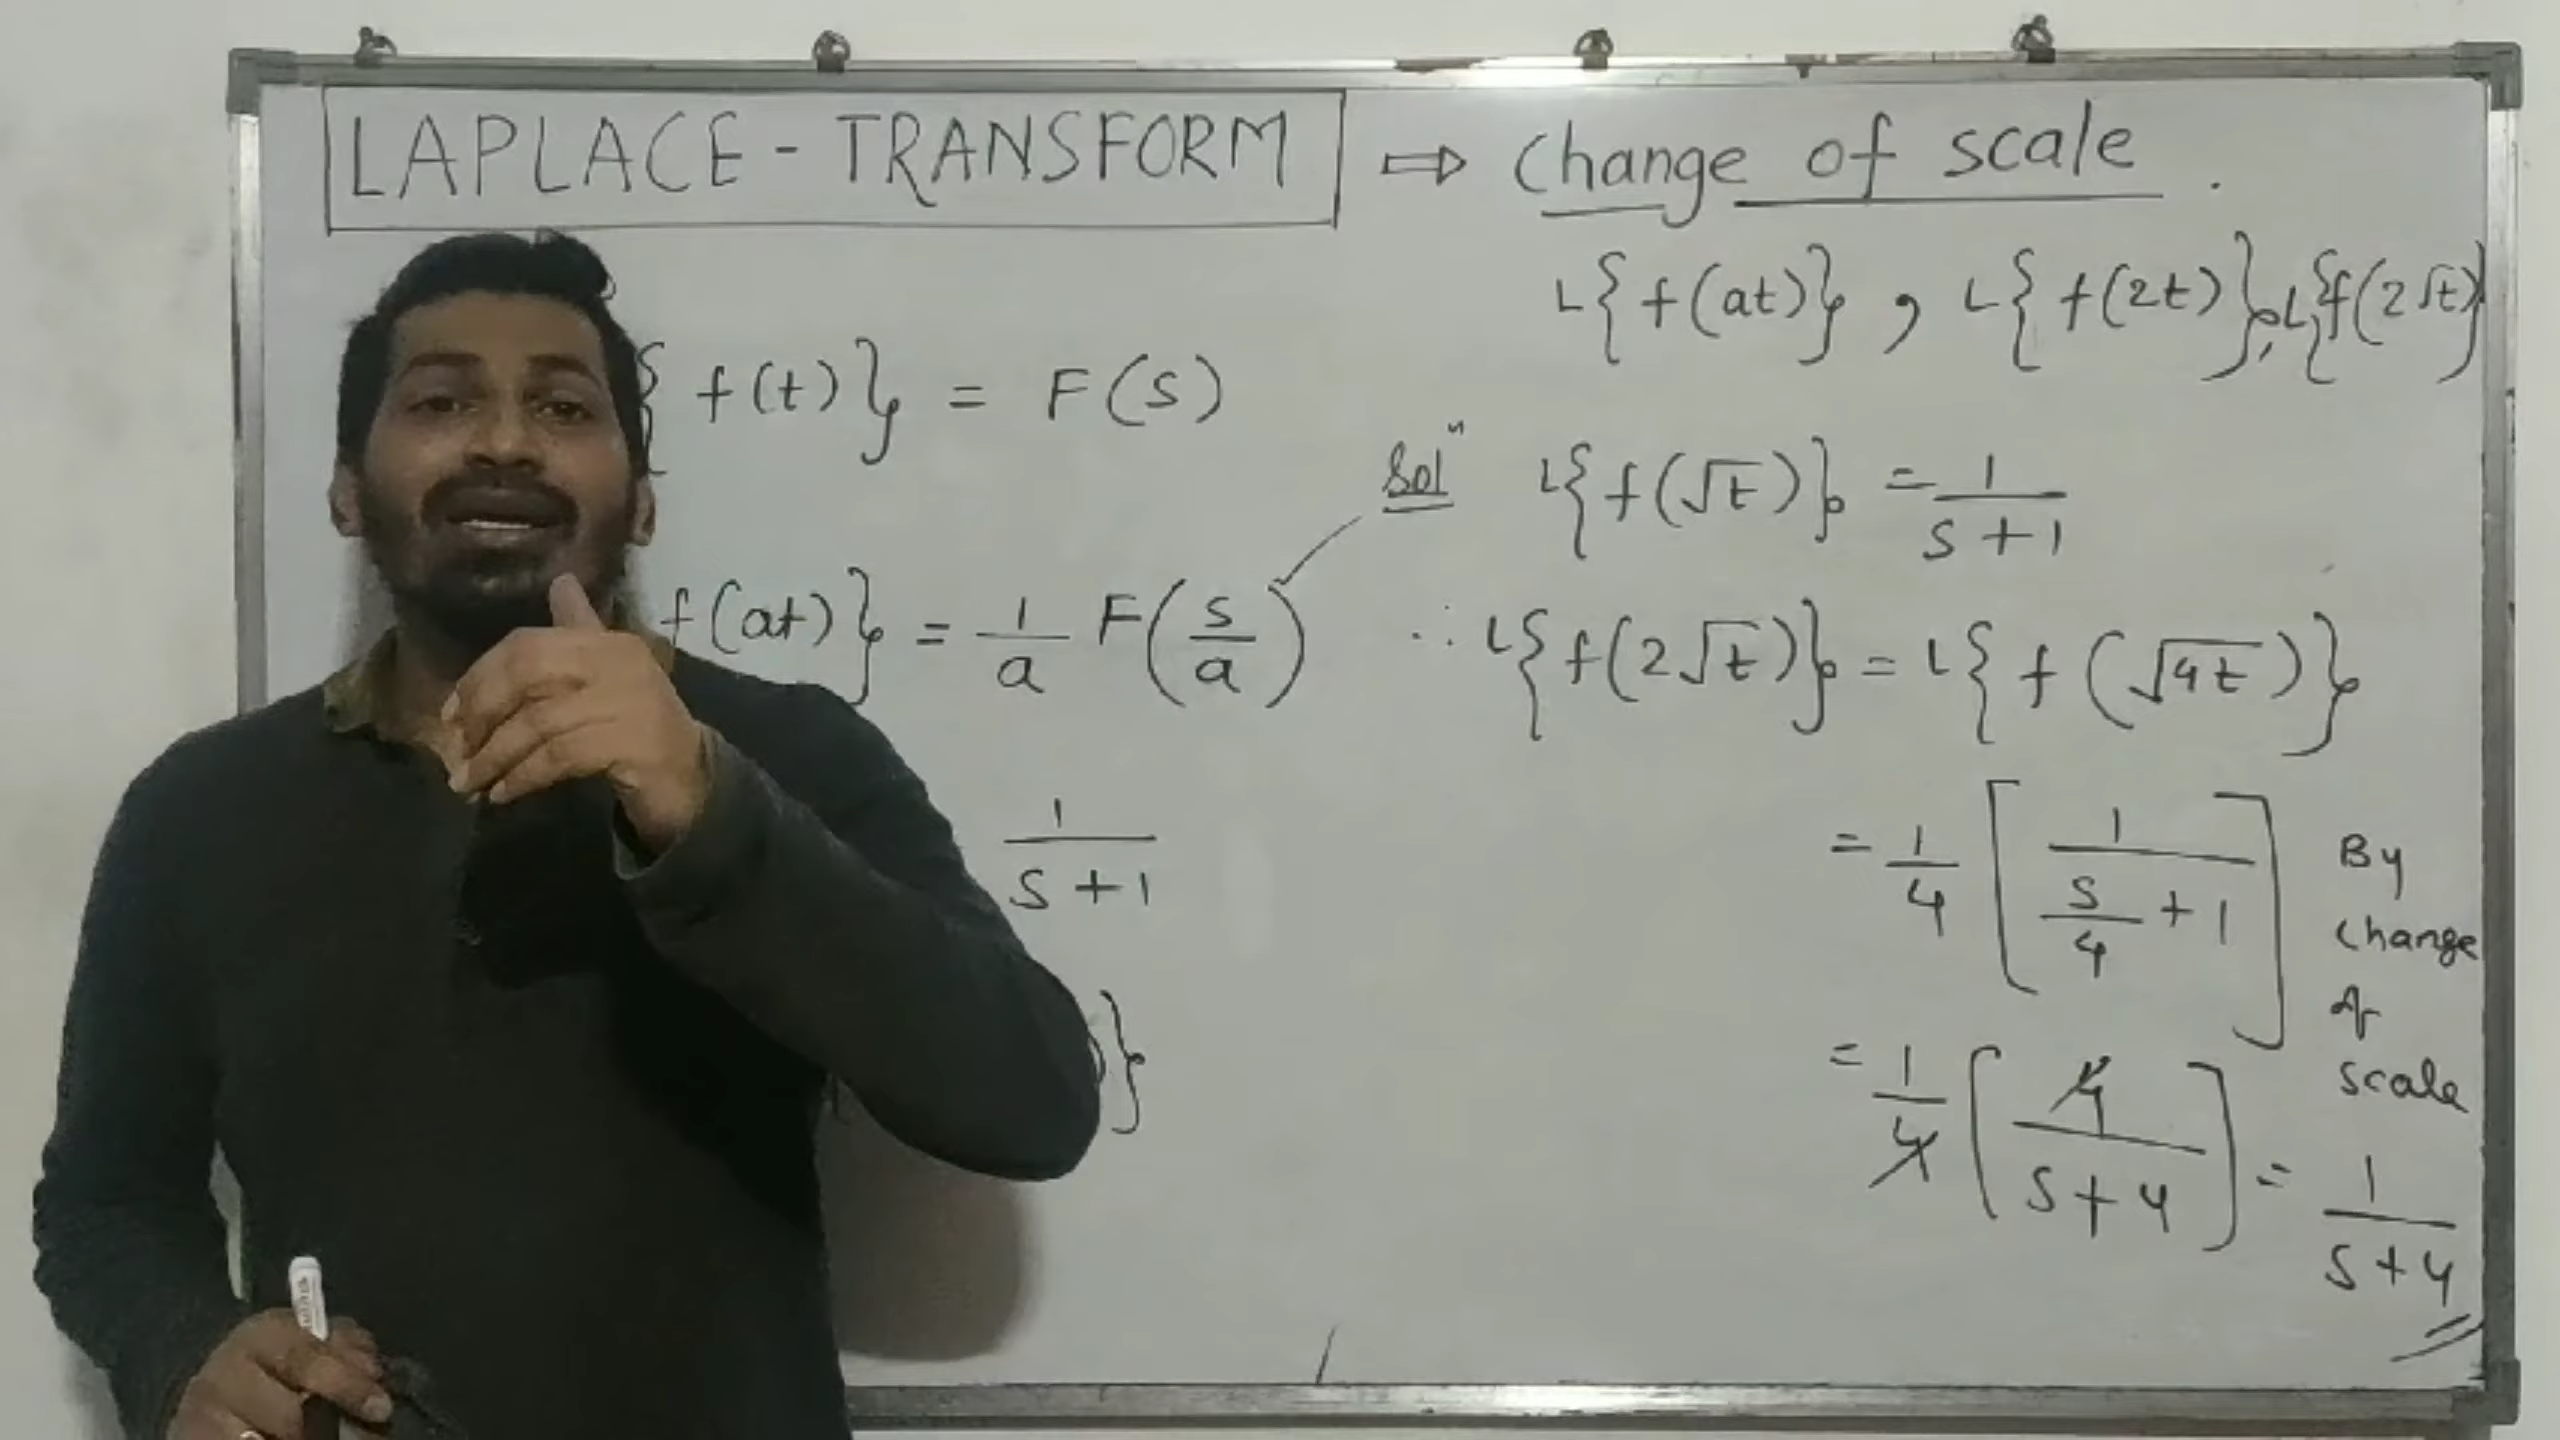 LAPLACE - TRANSFORM ⇒ Change of scale.
L{f(at)}, L{f(2t)}, L{f(2√t)
{f(t)} = F(s)
f(at)} = 1/a F(s/a)
1/(s+1)
)}
Solⁿ L{f(√t)} = 1/(s+1)
∴ L{f(2√t)} = L{f(√4t)}
= 1/4 [1/(s/4 + 1)] By change of scale
= 1/4 [4/(s+4)] = 1/(s+4)